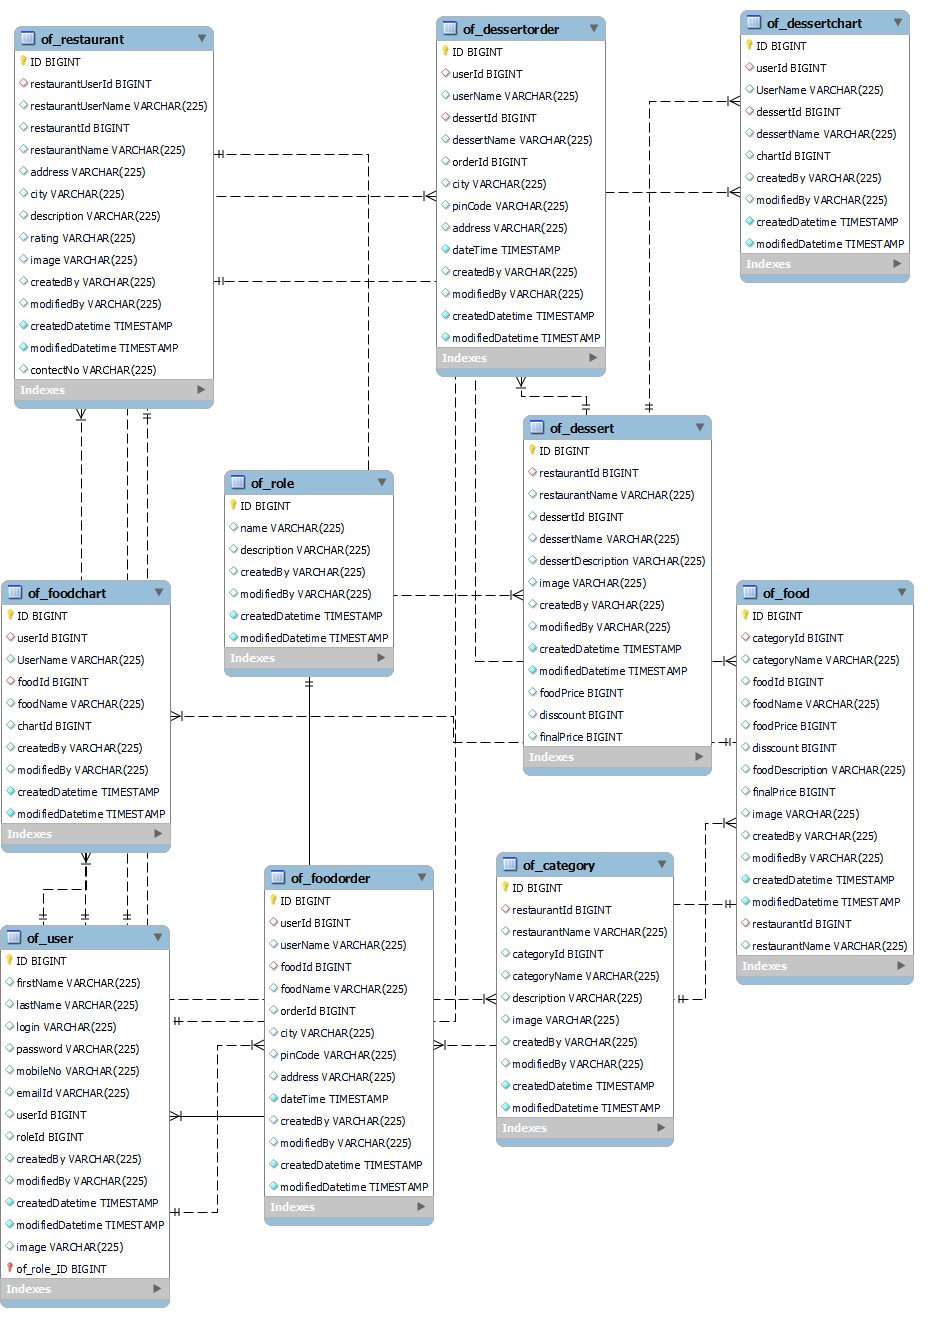 of_restaurant
ID BIGINT
restaurantUserId BIGINT
restaurantUserName VARCHAR(225)
restaurantId BIGINT
restaurantName VARCHAR(225)
address VARCHAR(225)
city VARCHAR(225)
description VARCHAR(225)
rating VARCHAR(225)
image VARCHAR(225)
createdBy VARCHAR(225)
modifiedBy VARCHAR(225)
createdDatetime TIMESTAMP
modifiedDatetime TIMESTAMP
contectNo VARCHAR(225)
Indexes
of_dessertorder
ID BIGINT
userId BIGINT
userName VARCHAR(225)
dessertId BIGINT
dessertName VARCHAR(225)
orderId BIGINT
city VARCHAR(225)
pinCode VARCHAR(225)
address VARCHAR(225)
dateTime TIMESTAMP
createdBy VARCHAR(225)
modifiedBy VARCHAR(225)
createdDatetime TIMESTAMP
modifiedDatetime TIMESTAMP
Indexes
of_dessertchart
ID BIGINT
userId BIGINT
UserName VARCHAR(225)
dessertId BIGINT
dessertName VARCHAR(225)
chartId BIGINT
createdBy VARCHAR(225)
modifiedBy VARCHAR(225)
createdDatetime TIMESTAMP
modifiedDatetime TIMESTAMP
Indexes
of_role
ID BIGINT
name VARCHAR(225)
description VARCHAR(225)
createdBy VARCHAR(225)
modifiedBy VARCHAR(225)
createdDatetime TIMESTAMP
modifiedDatetime TIMESTAMP
Indexes
of_dessert
ID BIGINT
restaurantId BIGINT
restaurantName VARCHAR(225)
dessertId BIGINT
dessertName VARCHAR(225)
dessertDescription VARCHAR(225)
image VARCHAR(225)
createdBy VARCHAR(225)
modifiedBy VARCHAR(225)
createdDatetime TIMESTAMP
modifiedDatetime TIMESTAMP
foodPrice BIGINT
disscount BIGINT
finalPrice BIGINT
Indexes
of_foodchart
ID BIGINT
userId BIGINT
UserName VARCHAR(225)
foodId BIGINT
foodName VARCHAR(225)
chartId BIGINT
createdBy VARCHAR(225)
modifiedBy VARCHAR(225)
createdDatetime TIMESTAMP
modifiedDatetime TIMESTAMP
Indexes
of_food
ID BIGINT
categoryId BIGINT
categoryName VARCHAR(225)
foodId BIGINT
foodName VARCHAR(225)
foodPrice BIGINT
disscount BIGINT
foodDescription VARCHAR(225)
finalPrice BIGINT
image VARCHAR(225)
createdBy VARCHAR(225)
modifiedBy VARCHAR(225)
createdDatetime TIMESTAMP
modifiedDatetime TIMESTAMP
restaurantId BIGINT
restaurantName VARCHAR(225)
Indexes
of_user
ID BIGINT
firstName VARCHAR(225)
lastName VARCHAR(225)
login VARCHAR(225)
password VARCHAR(225)
mobileNo VARCHAR(225)
emailId VARCHAR(225)
userId BIGINT
roleId BIGINT
createdBy VARCHAR(225)
modifiedBy VARCHAR(225)
createdDatetime TIMESTAMP
modifiedDatetime TIMESTAMP
image VARCHAR(225)
of_role_ID BIGINT
Indexes
of_foodorder
ID BIGINT
userId BIGINT
userName VARCHAR(225)
foodId BIGINT
foodName VARCHAR(225)
orderId BIGINT
city VARCHAR(225)
pinCode VARCHAR(225)
address VARCHAR(225)
dateTime TIMESTAMP
createdBy VARCHAR(225)
modifiedBy VARCHAR(225)
createdDatetime TIMESTAMP
modifiedDatetime TIMESTAMP
Indexes
of_category
ID BIGINT
restaurantId BIGINT
restaurantName VARCHAR(225)
categoryId BIGINT
categoryName VARCHAR(225)
description VARCHAR(225)
image VARCHAR(225)
createdBy VARCHAR(225)
modifiedBy VARCHAR(225)
createdDatetime TIMESTAMP
modifiedDatetime TIMESTAMP
Indexes